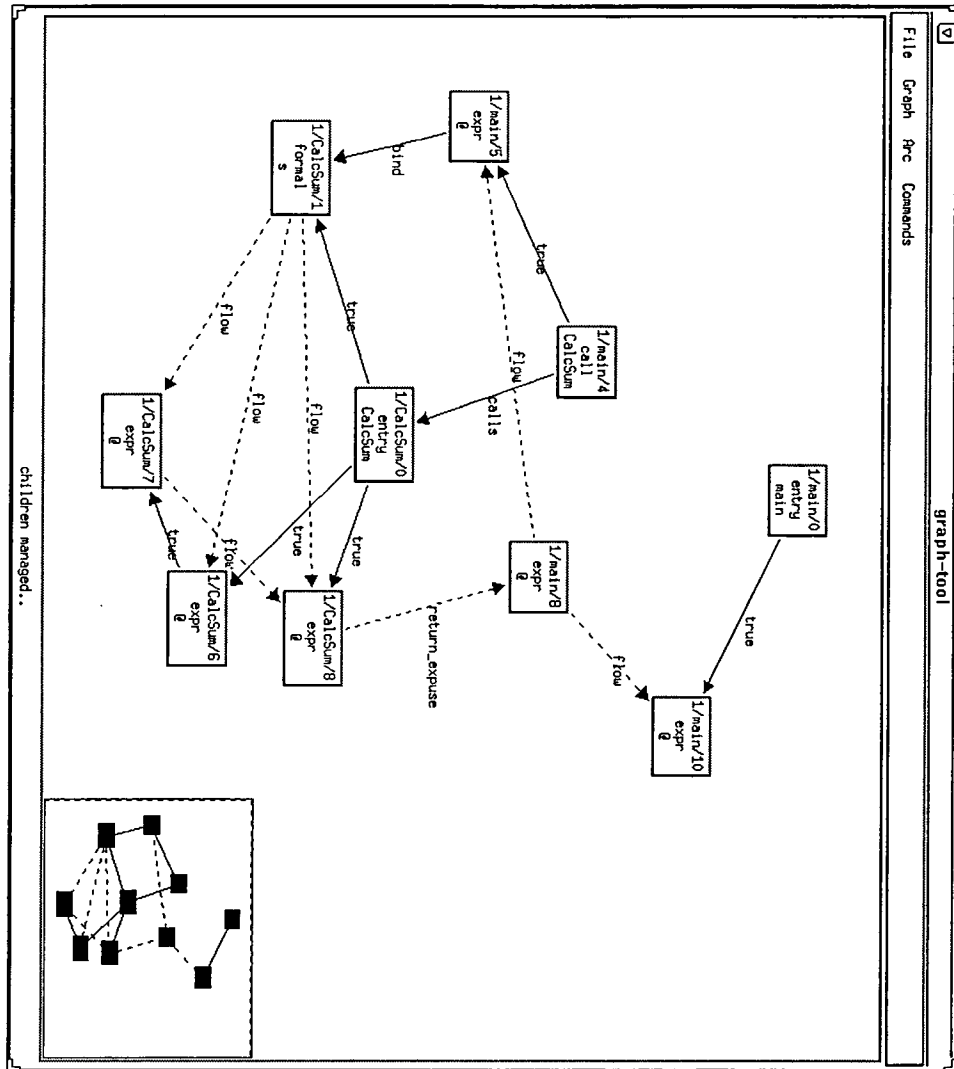 graph-tool
File Graph Arc Commands
1/main/0
entry
main
true
1/main/10
expr
@
1/main/4
call
CalcSum
true
calls
1/main/5
expr
@
flow
1/main/8
expr
@
flow
bind
1/CalcSum/0
entry
CalcSum
true
true
true
return_expuse
1/CalcSum/1
formal
s
flow
flow
flow
1/CalcSum/8
expr
@
1/CalcSum/7
expr
@
true
flow
1/CalcSum/6
expr
@
children managed..